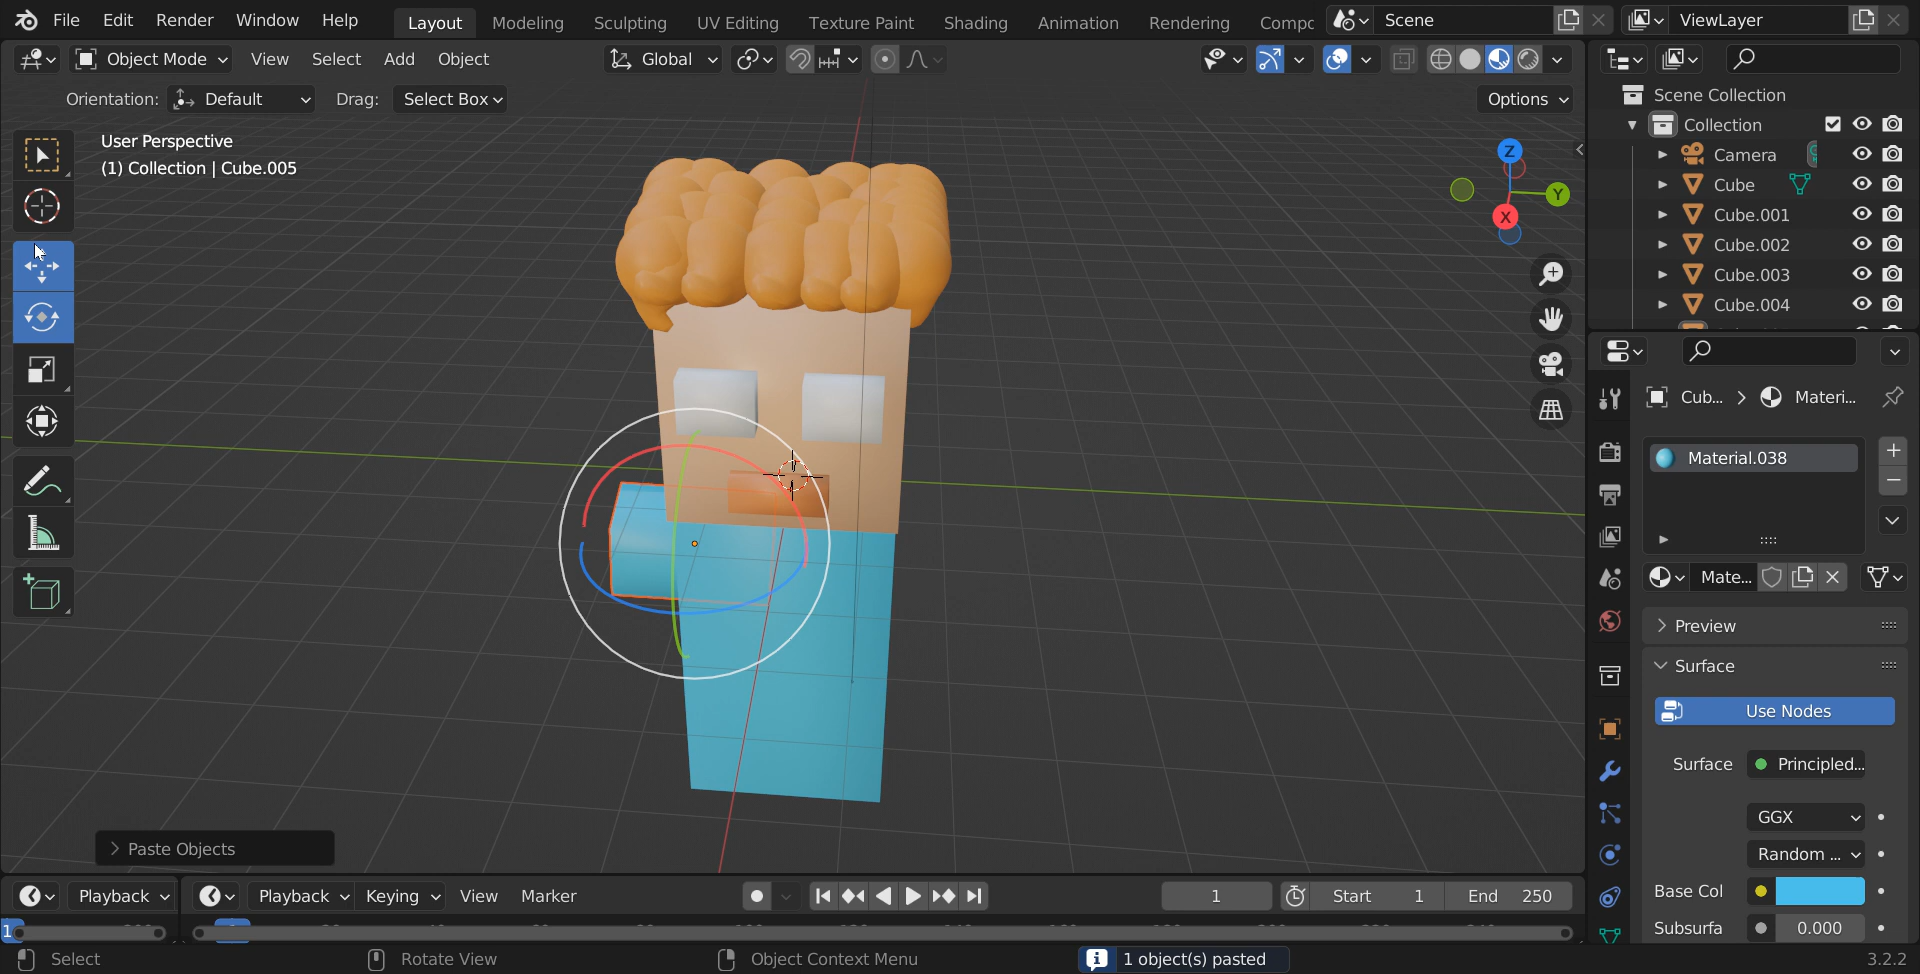 File Edit Render Window Help Layout Modeling Sculpting UV Editing Texture Paint Shading Animation Rendering Compc Scene ViewLayer
Object Mode View Select Add Object Global
Orientation: Default Drag: Select Box Options
User Perspective
(1) Collection | Cube.005
Z
Y
X
Scene Collection
Collection
Camera
Cube
Cube.001
Cube.002
Cube.003
Cube.004
Cub... Materi...
Material.038
Mate...
Preview
Surface
Use Nodes
Surface Principled...
GGX
Random ...
Base Col
Subsurfa 0.000
Paste Objects
Playback Playback Keying View Marker 1 Start 1 End 250
1
Select Rotate View Object Context Menu 1 object(s) pasted 3.2.2